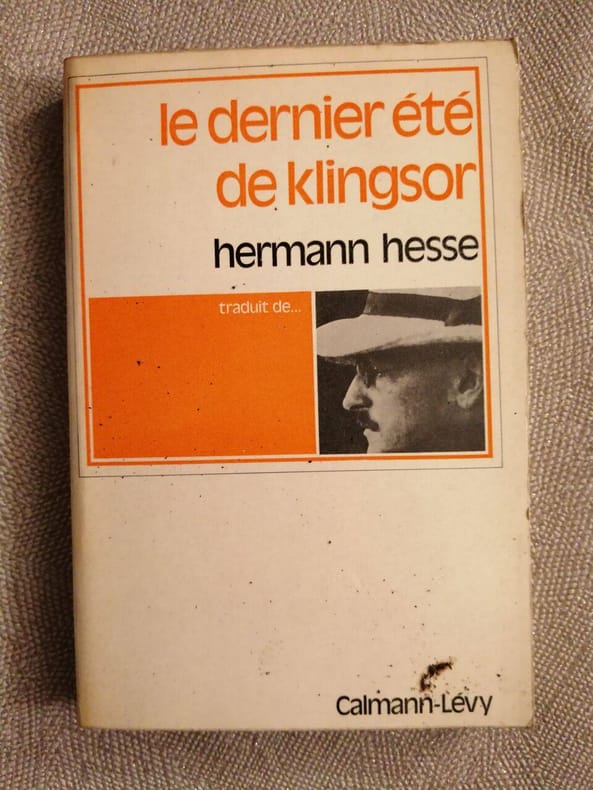 le dernier été
de klingsor
hermann hesse
traduit de...
Calmann-Lévy